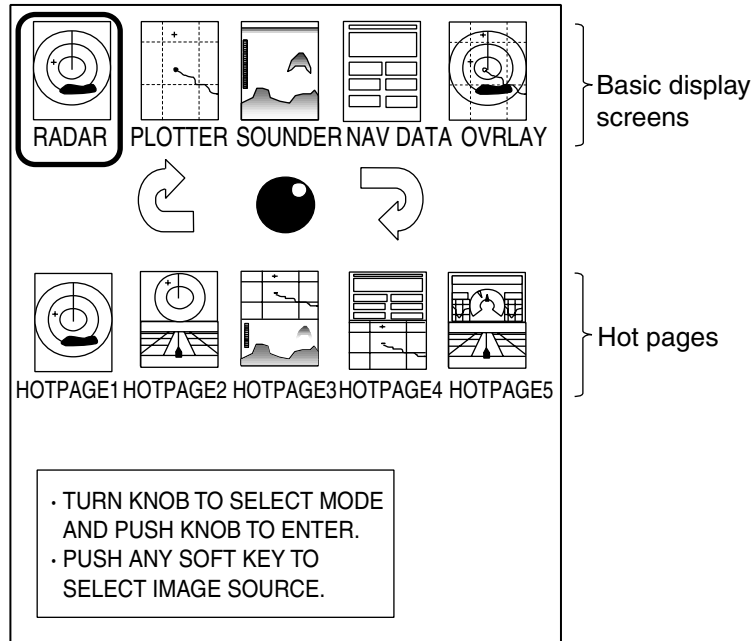 RADAR PLOTTER SOUNDER NAV DATA OVRLAY
Basic display
screens
HOTPAGE1 HOTPAGE2 HOTPAGE3 HOTPAGE4 HOTPAGE5
Hot pages
· TURN KNOB TO SELECT MODE
AND PUSH KNOB TO ENTER.
· PUSH ANY SOFT KEY TO
SELECT IMAGE SOURCE.